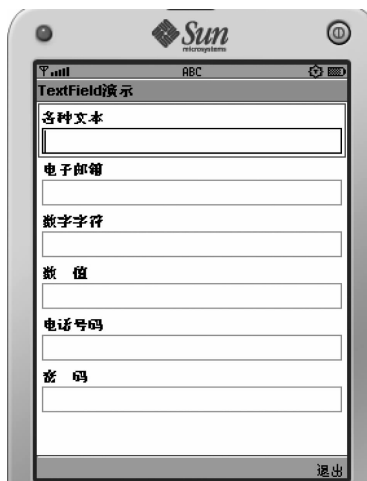 Sun
microsystems
ABC
TextField演示
各种文本
电子邮箱
数字字符
数 值
电话号码
密 码
退出